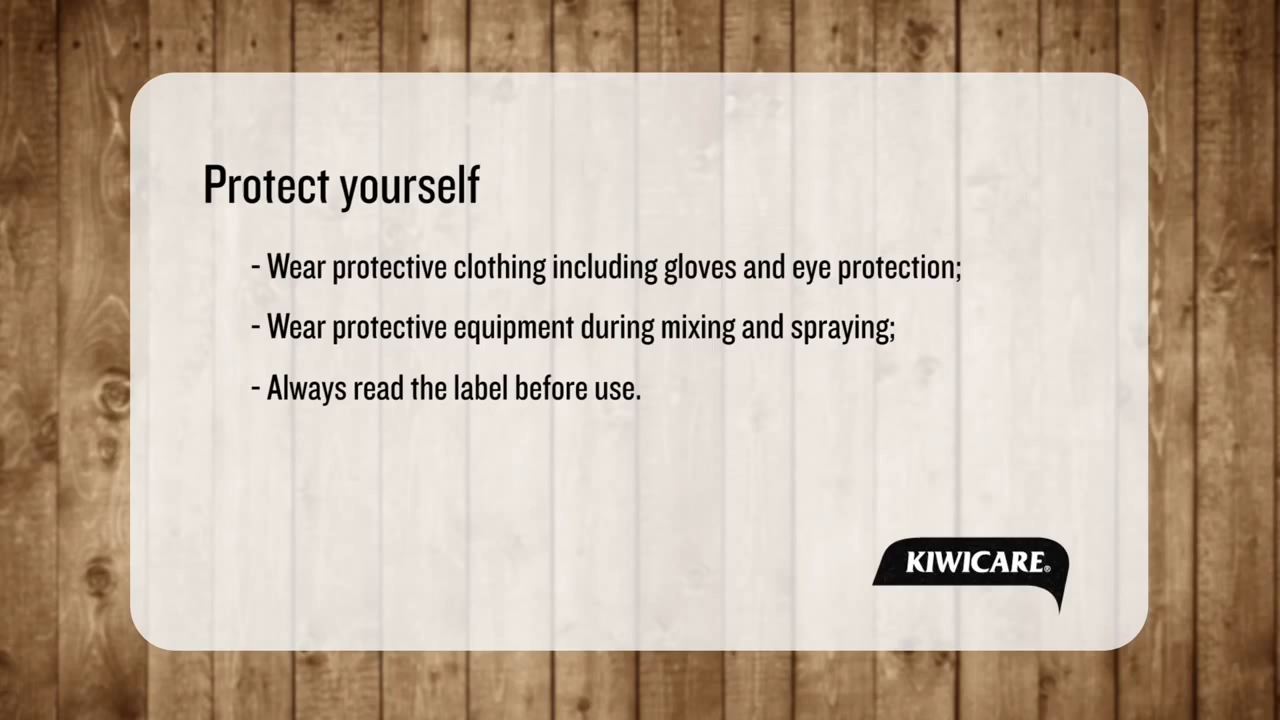 Protect yourself
- Wear protective clothing including gloves and eye protection;
- Wear protective equipment during mixing and spraying;
- Always read the label before use.
KIWICARE®